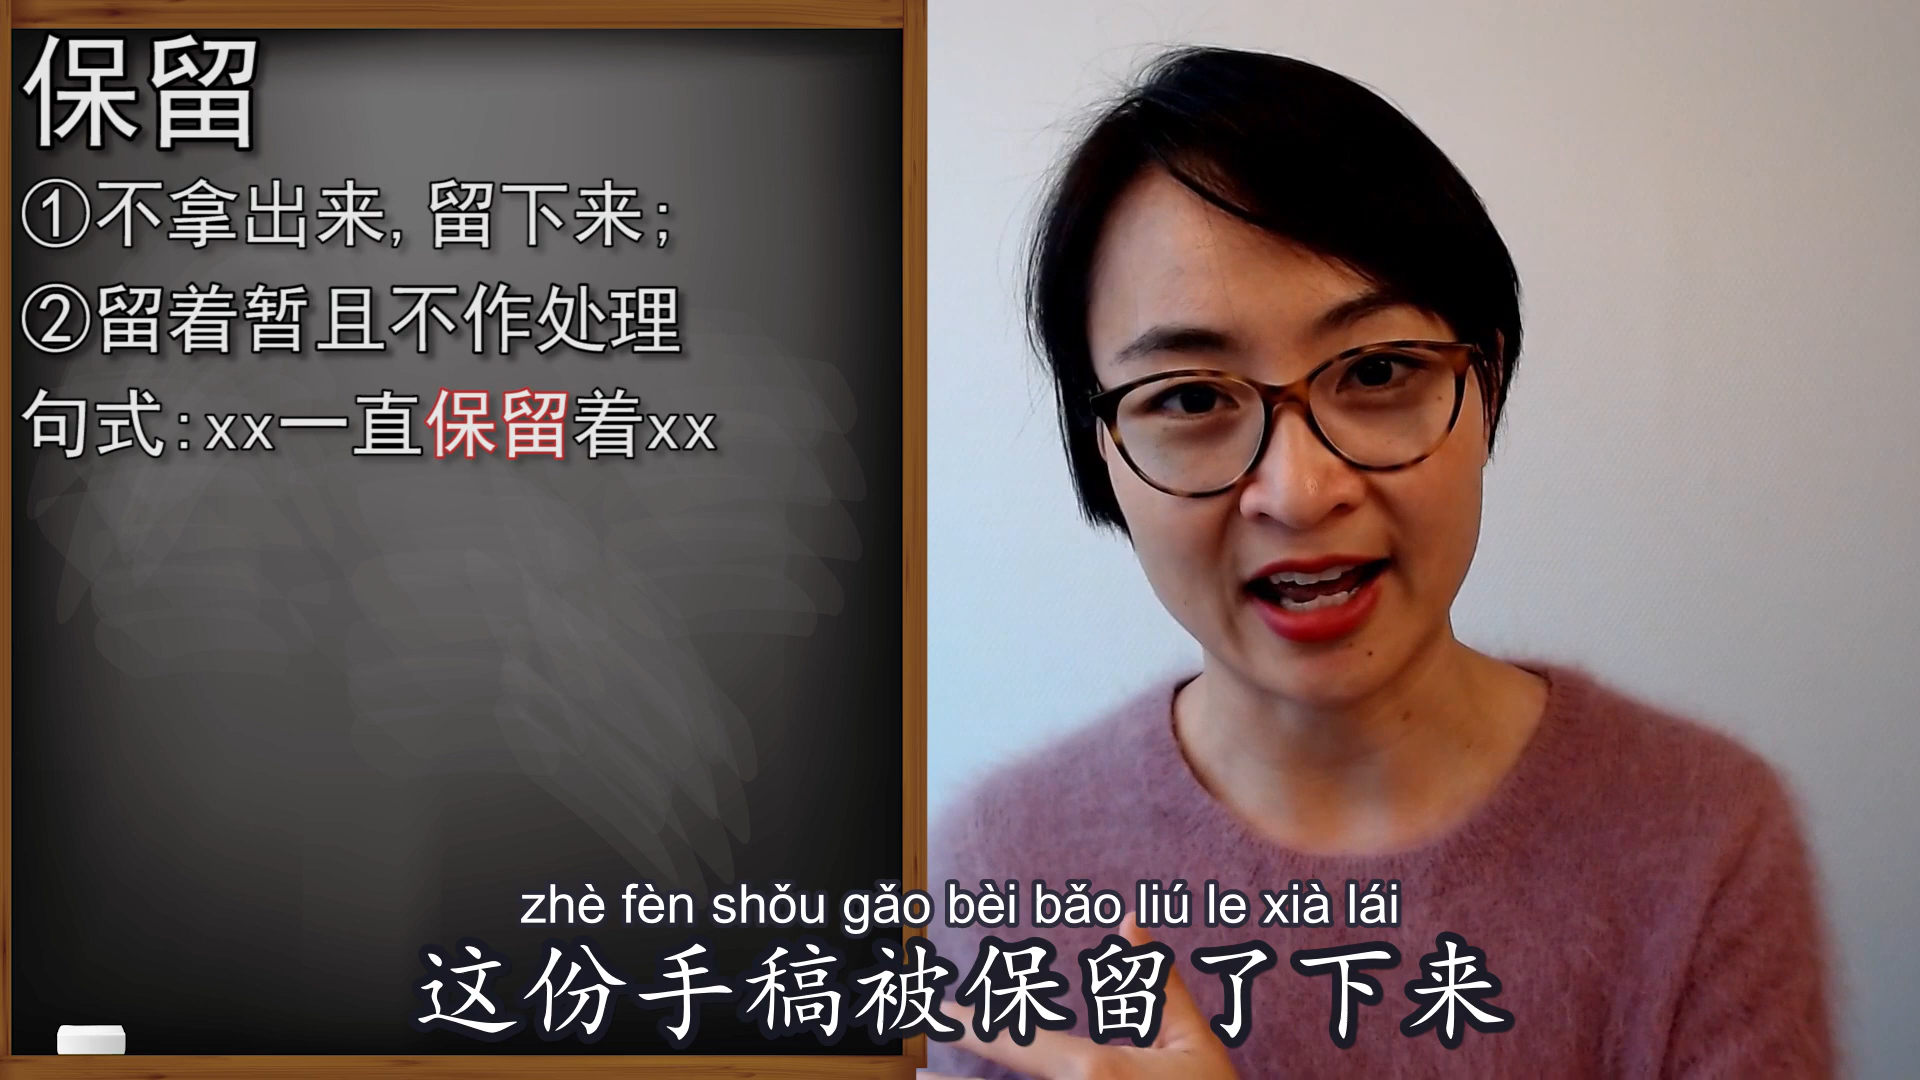 保留
①不拿出来,留下来;
②留着暂且不作处理
句式:xx一直保留着xx
zhè fèn shǒu gǎo bèi bǎo liú le xià lái
这份手稿被保留了下来